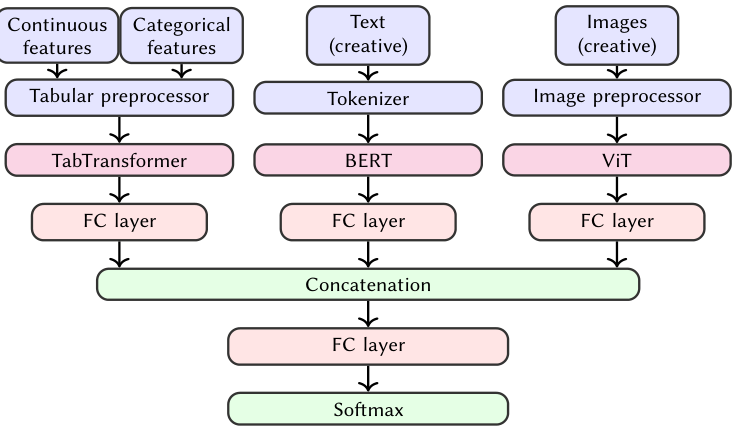 Continuous
features
Categorical
features
Text
(creative)
Images
(creative)
Tabular preprocessor
Tokenizer
Image preprocessor
TabTransformer
BERT
ViT
FC layer
FC layer
FC layer
Concatenation
FC layer
Softmax